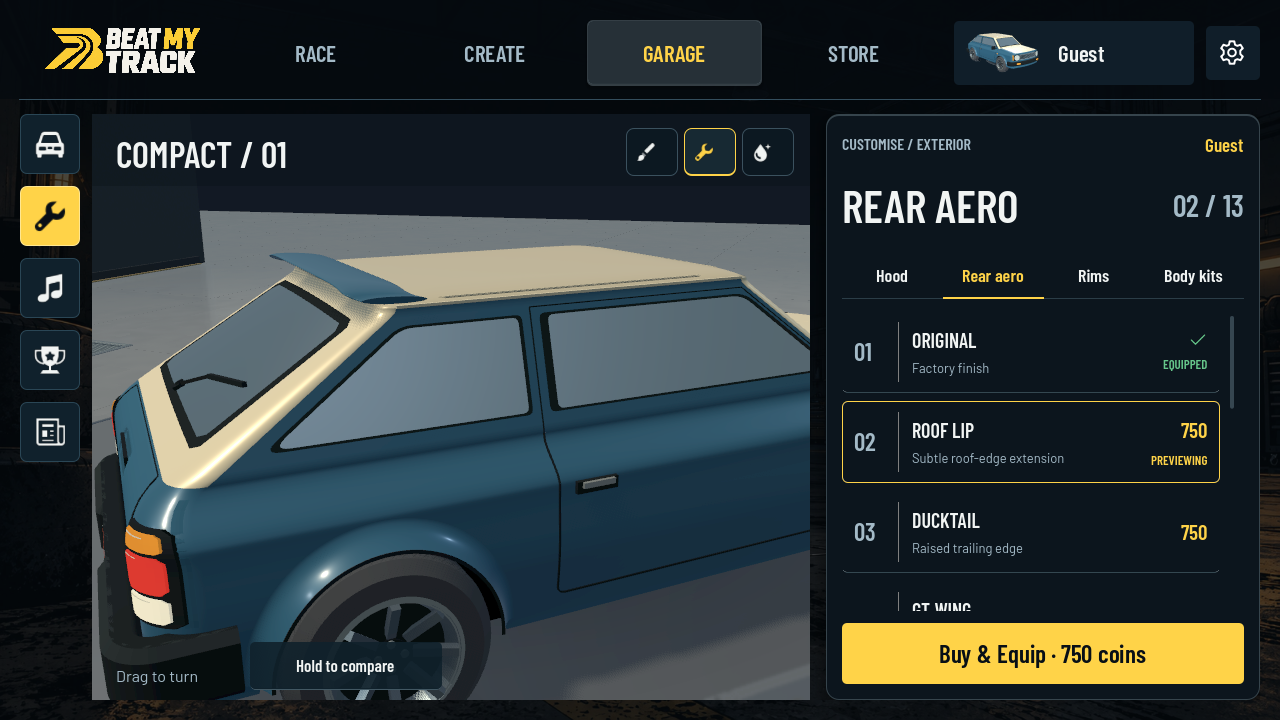 BEAT MY TRACK
RACE
CREATE
GARAGE
STORE
Guest
COMPACT / 01
Drag to turn
Hold to compare
CUSTOMISE / EXTERIOR
Guest
REAR AERO
02 / 13
Hood
Rear aero
Rims
Body kits
01
ORIGINAL
Factory finish
EQUIPPED
02
ROOF LIP
Subtle roof-edge extension
750
PREVIEWING
03
DUCKTAIL
Raised trailing edge
750
GT WING
Buy & Equip · 750 coins